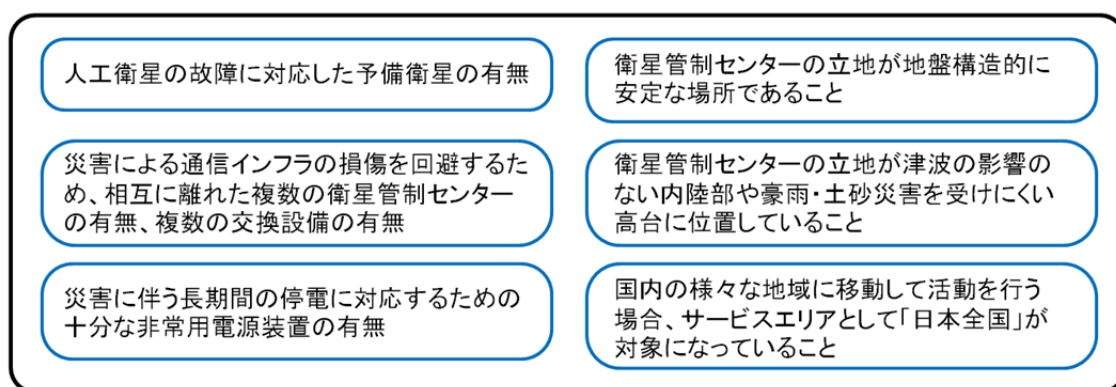 人工衛星の故障に対応した予備衛星の有無
災害による通信インフラの損傷を回避するた
め、相互に離れた複数の衛星管制センター
の有無、複数の交換設備の有無
災害に伴う長期間の停電に対応するための
十分な非常用電源装置の有無
衛星管制センターの立地が地盤構造的に
安定な場所であること
衛星管制センターの立地が津波の影響の
ない内陸部や豪雨・土砂災害を受けにくい
高台に位置していること
国内の様々な地域に移動して活動を行う
場合、サービスエリアとして「日本全国」が
対象になっていること